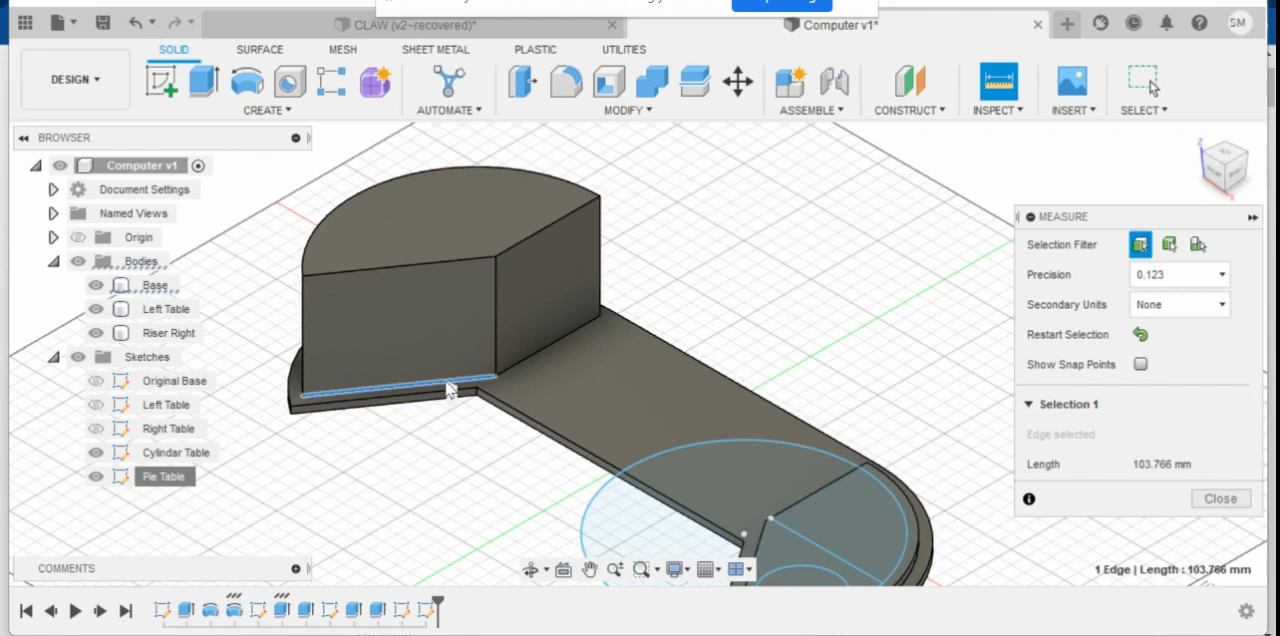 CLAW (v2~recovered)*
Computer v1*
SM
SOLID SURFACE MESH SHEET METAL PLASTIC UTILITIES
DESIGN
CREATE AUTOMATE MODIFY ASSEMBLE CONSTRUCT INSPECT INSERT SELECT
BROWSER
Computer v1
Document Settings
Named Views
Origin
Bodies
Base
Left Table
Riser Right
Sketches
Original Base
Left Table
Right Table
Cylindar Table
Pie Table
MEASURE
Selection Filter
Precision 0.123
Secondary Units None
Restart Selection
Show Snap Points
Selection 1
Edge selected
Length 103.766 mm
Close
COMMENTS
1 Edge | Length : 103.766 mm